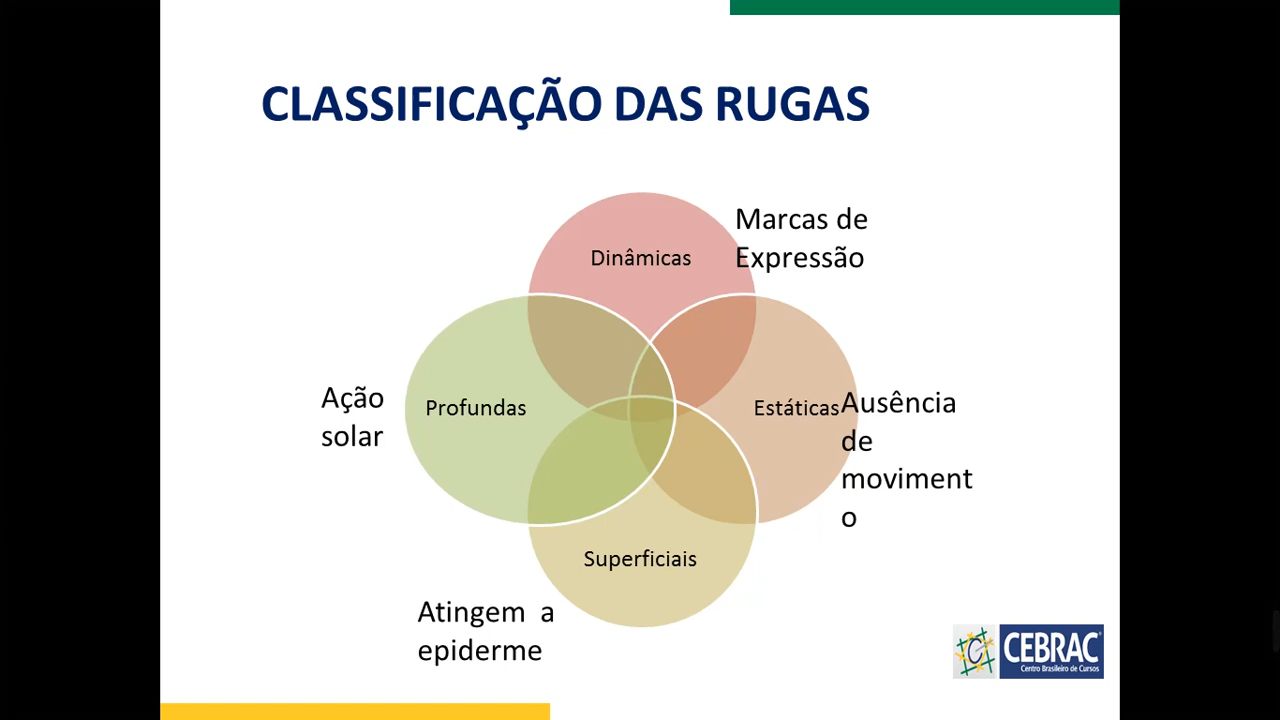 CLASSIFICAÇÃO DAS RUGAS
Dinâmicas
Marcas de
Expressão
Ação
solar
Profundas
Estáticas
Ausência
de
moviment
o
Superficiais
Atingem a
epiderme
CEBRAC
Centro Brasileiro de Cursos